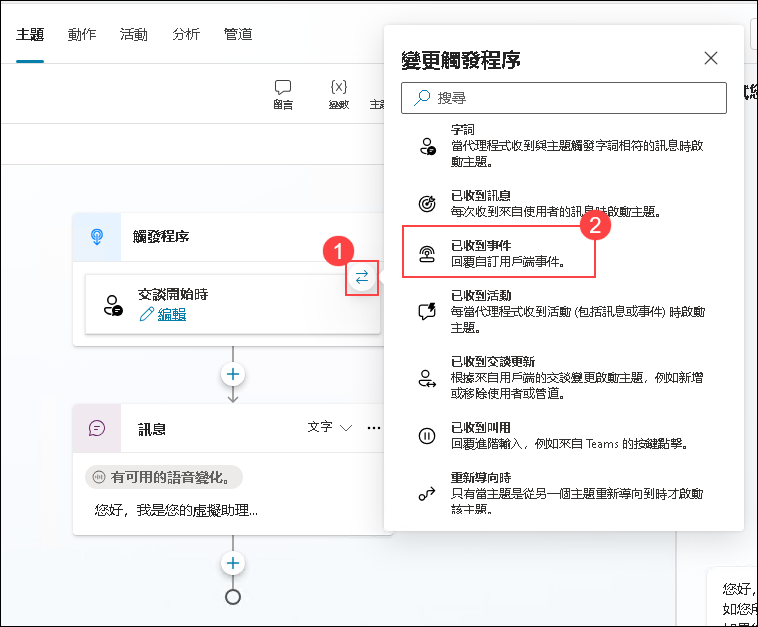 主題 動作 活動 分析 管道
留言 變數
觸發程序
1
交談開始時
編輯
訊息 文字
有可用的語音變化。
您好，我是您的虛擬助理...
變更觸發程序
搜尋
字詞
當代理程式收到與主題觸發字詞相符的訊息時啟
動主題。
已收到訊息
每次收到來自使用者的訊息時啟動主題。
2
已收到事件
回覆自訂用戶端事件。
已收到活動
每當代理程式收到活動 (包括訊息或事件) 時啟動
主題。
已收到交談更新
根據來自用戶端的交談變更啟動主題，例如新增
或移除使用者或管道。
已收到叫用
回覆進階輸入，例如來自 Teams 的按鍵點擊。
重新導向時
只有當主題是從另一個主題重新導向到時才啟動
該主題。
您好，
如您所